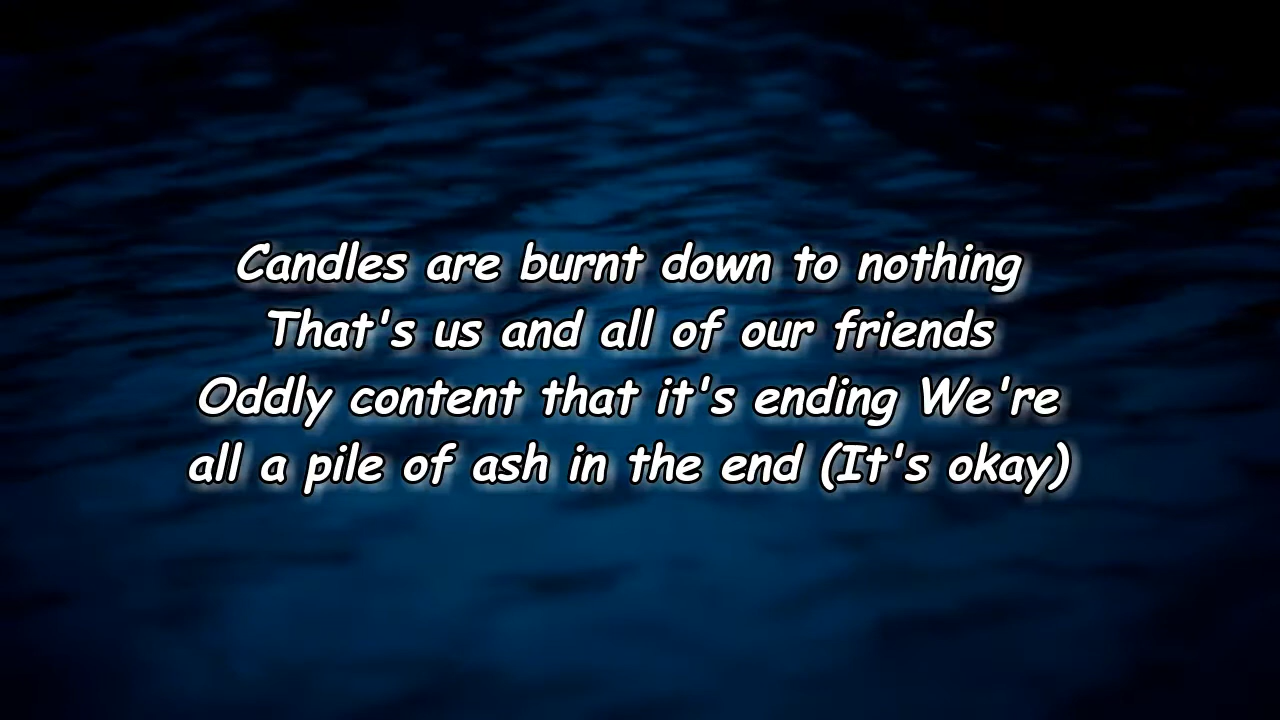 Candles are burnt down to nothing
That's us and all of our friends
Oddly content that it's ending We're
all a pile of ash in the end (It's okay)